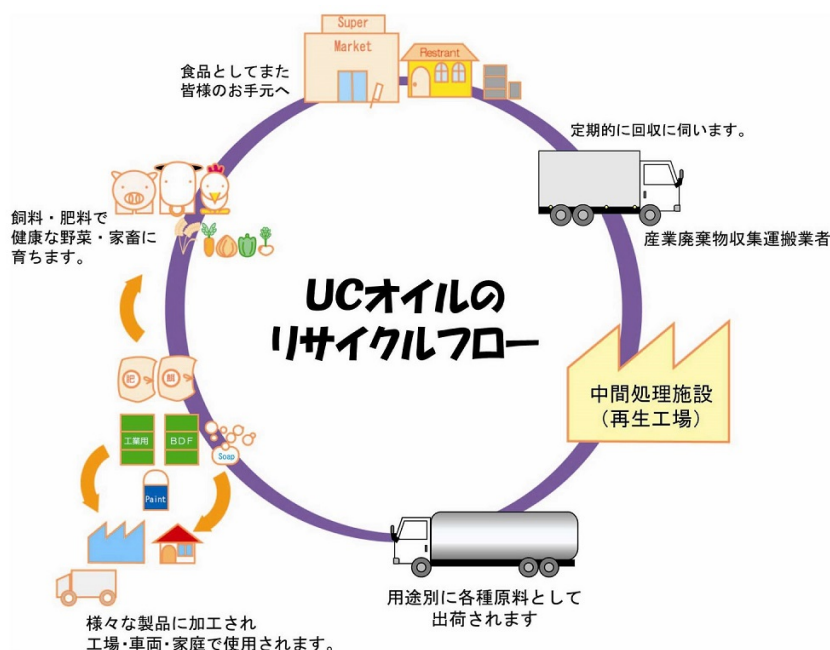 Super
Market
Restrant
食品としてまた
皆様のお手元へ
定期的に回収に伺います。
産業廃棄物収集運搬業者
飼料・肥料で
健康な野菜・家畜に
育ちます。
UCオイルの
リサイクルフロー
中間処理施設
(再生工場)
肥
餌
工業用
BDF
Soap
Paint
用途別に各種原料として
出荷されます
様々な製品に加工され
工場・車両・家庭で使用されます。